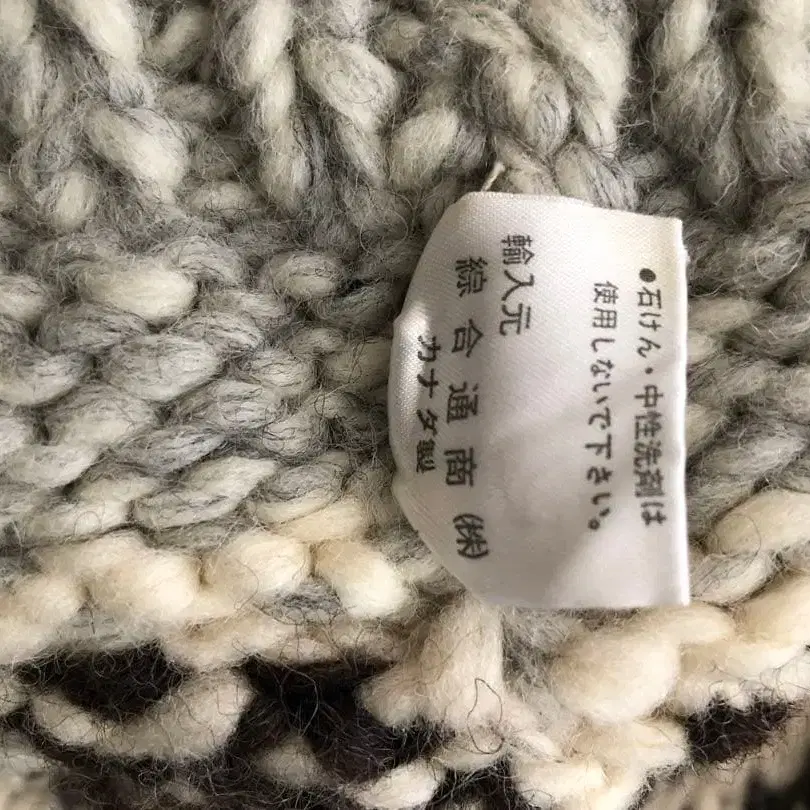 ●石けん・中性洗剤は
使用しないで下さい。
輸入元
綜合通商㈱
カナダ製